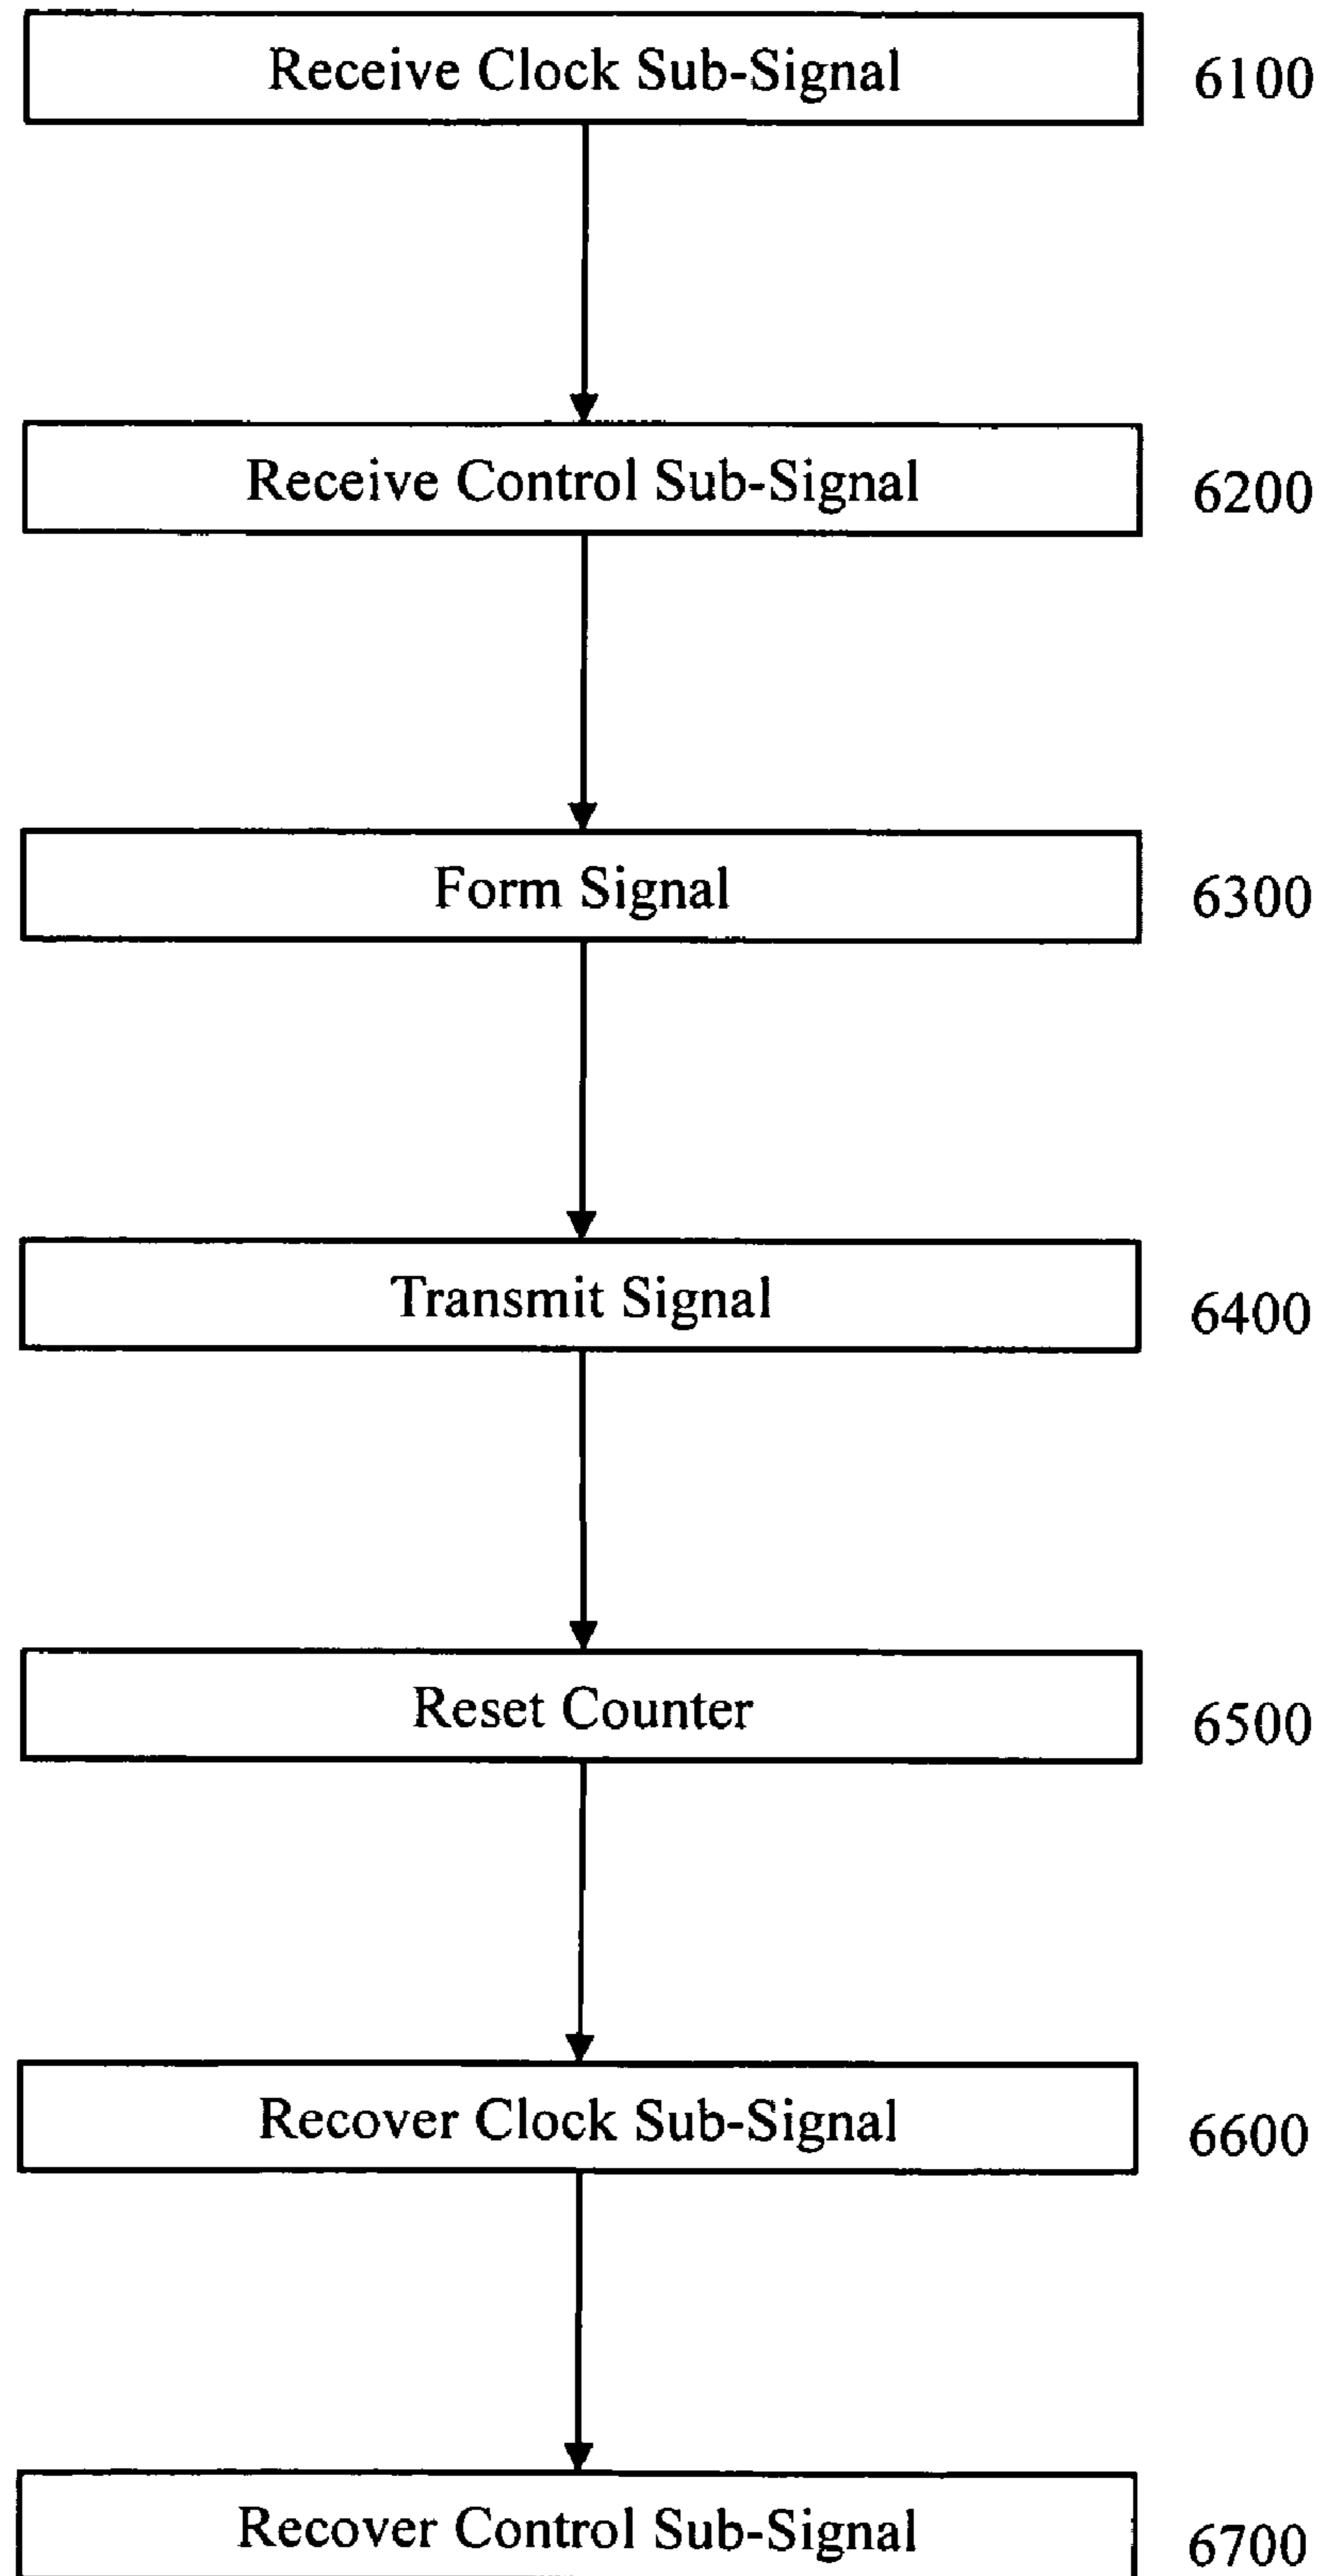 Receive Clock Sub-Signal 6100
Receive Control Sub-Signal 6200
Form Signal 6300
Transmit Signal 6400
Reset Counter 6500
Recover Clock Sub-Signal 6600
Recover Control Sub-Signal 6700